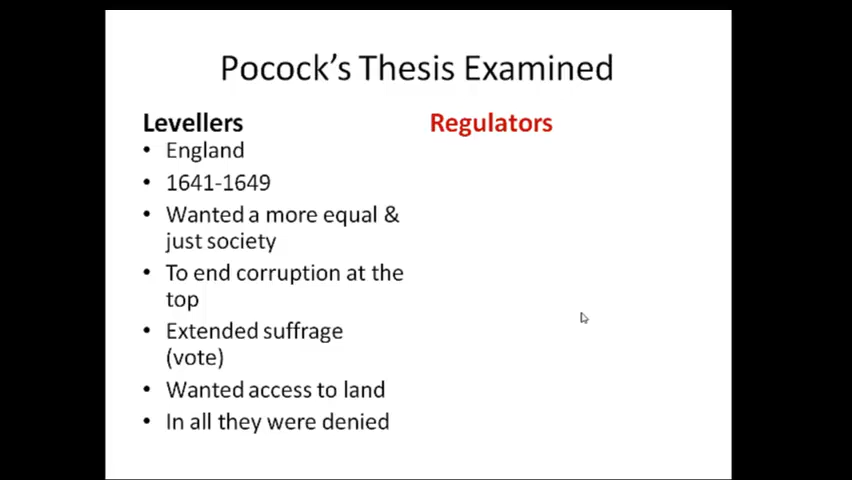 Pocock's Thesis Examined
Levellers
• England
• 1641-1649
• Wanted a more equal &
just society
• To end corruption at the
top
• Extended suffrage
(vote)
• Wanted access to land
• In all they were denied
Regulators